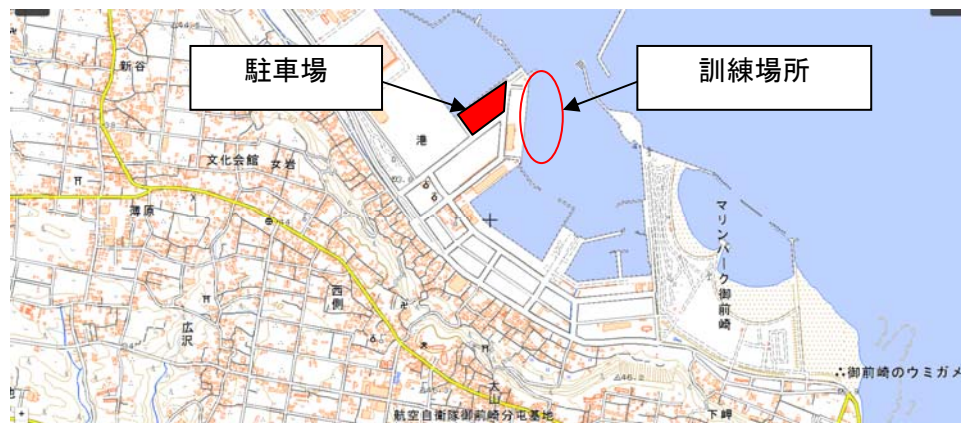 駐車場
訓練場所
新谷
港
文化会館
女岩
薄原
マリンパーク御前崎
西側
広沢
大山
御前崎のウミガメ
航空自衛隊御前崎分屯基地
下岬